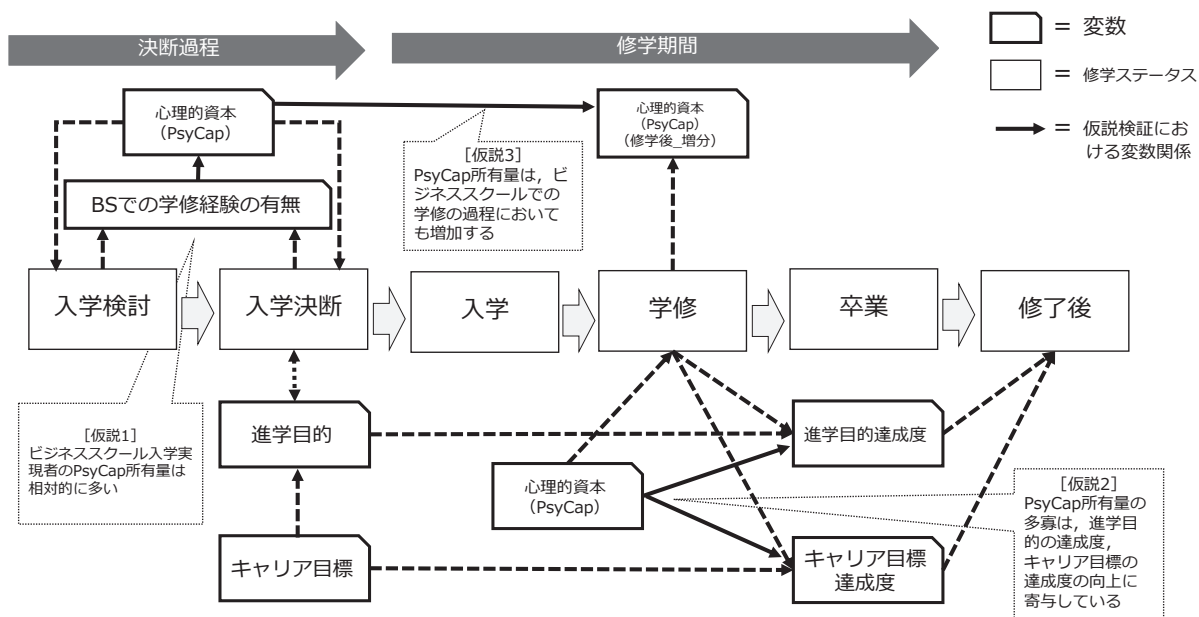 決断過程
修学期間
= 変数
= 修学ステータス
= 仮説検証にお
ける変数関係
心理的資本
(PsyCap)
心理的資本
(PsyCap)
(修学後_増分)
[仮説3]
PsyCap所有量は，ビ
ジネススクールでの
学修の過程において
も増加する
BSでの学修経験の有無
入学検討
入学決断
入学
学修
卒業
修了後
[仮説1]
ビジネススクール入学実
現者のPsyCap所有量は
相対的に多い
進学目的
進学目的達成度
心理的資本
(PsyCap)
[仮説2]
PsyCap所有量の
多寡は，進学目
的の達成度，
キャリア目標の
達成度の向上に
寄与している
キャリア目標
キャリア目標
達成度